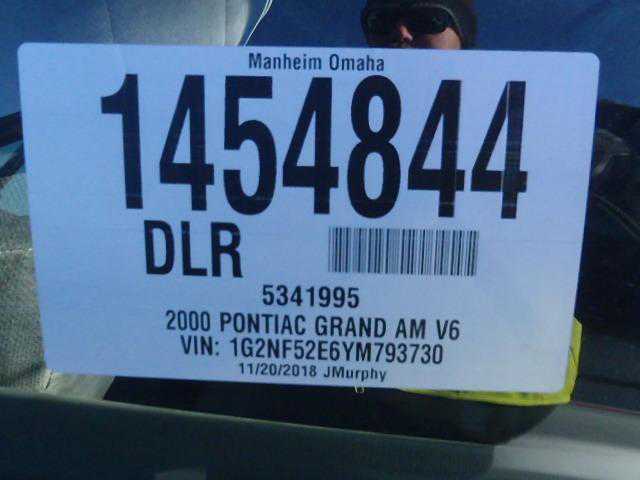 Manheim Omaha
1454844
DLR
5341995
2000 PONTIAC GRAND AM V6
VIN: 1G2NF52E6YM793730
11/20/2018 JMurphy